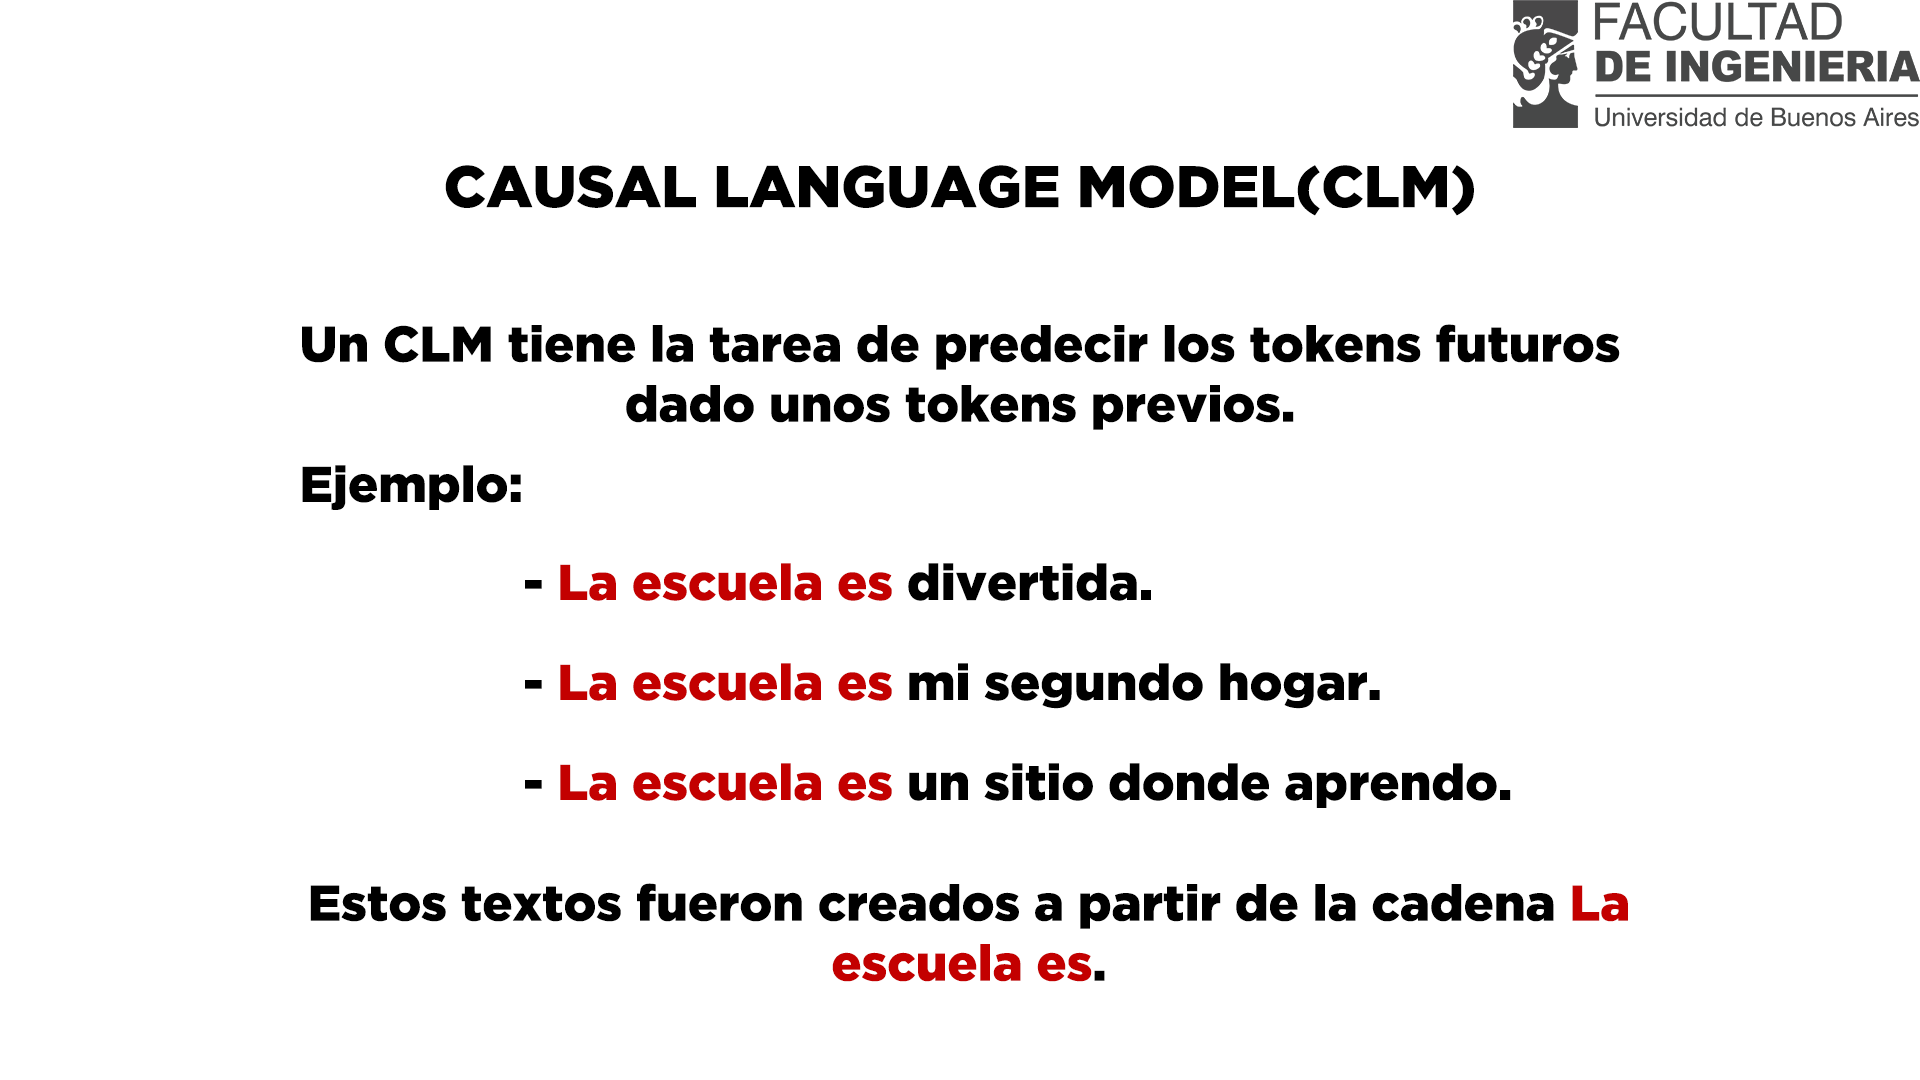 FACULTAD
DE INGENIERIA
Universidad de Buenos Aires
CAUSAL LANGUAGE MODEL(CLM)
Un CLM tiene la tarea de predecir los tokens futuros
dado unos tokens previos.
Ejemplo:
- La escuela es divertida.
- La escuela es mi segundo hogar.
- La escuela es un sitio donde aprendo.
Estos textos fueron creados a partir de la cadena La
escuela es.